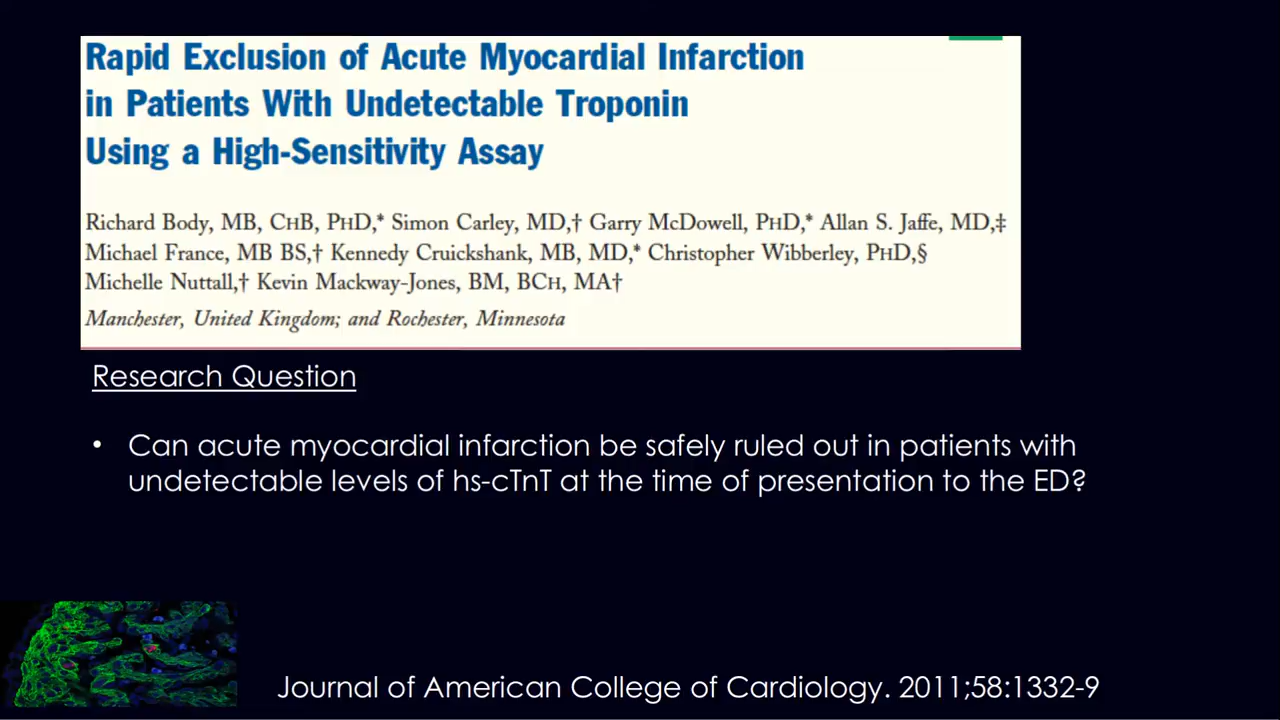 Rapid Exclusion of Acute Myocardial Infarction
in Patients With Undetectable Troponin
Using a High-Sensitivity Assay
Richard Body, MB, CHB, PHD,* Simon Carley, MD,† Garry McDowell, PHD,* Allan S. Jaffe, MD,‡
Michael France, MB BS,† Kennedy Cruickshank, MB, MD,* Christopher Wibberley, PHD,§
Michelle Nuttall,† Kevin Mackway-Jones, BM, BCH, MA†
Manchester, United Kingdom; and Rochester, Minnesota
Research Question
• Can acute myocardial infarction be safely ruled out in patients with
undetectable levels of hs-cTnT at the time of presentation to the ED?
Journal of American College of Cardiology. 2011;58:1332-9